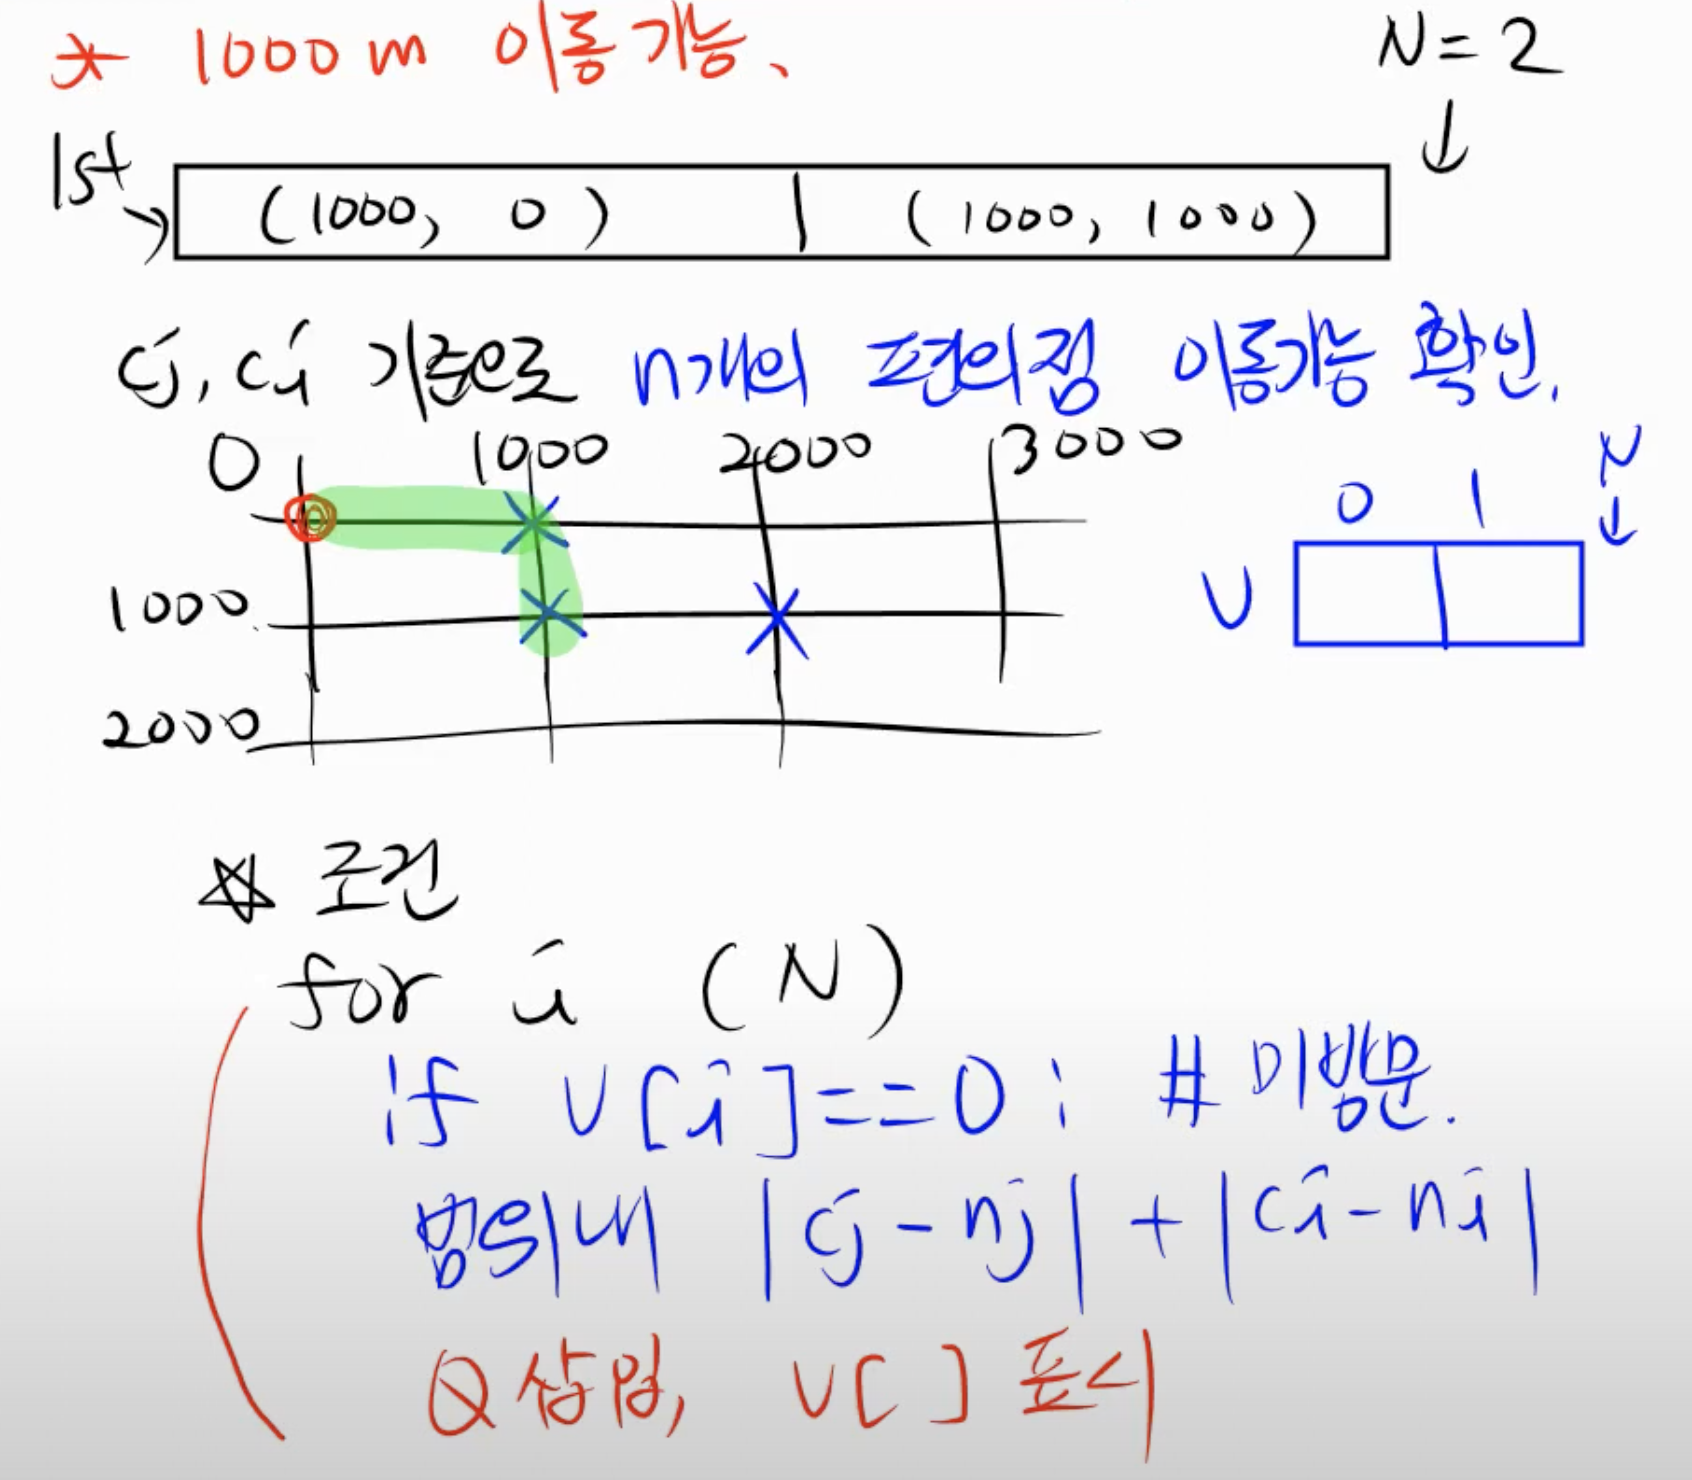 * 1000m 이동 가능.
N=2
lst
(1000, 0) | (1000, 1000)
cj, ci 기준으로 n개의 편의점 이동가능 확인.
0 1000 2000 3000
1000
2000
N
0 1
V
☆ 조건
for i (N)
if V[i]==0: # 미방문.
범위내 |cj-nj|+|ci-ni|
Q삽입, V[ ] 표시